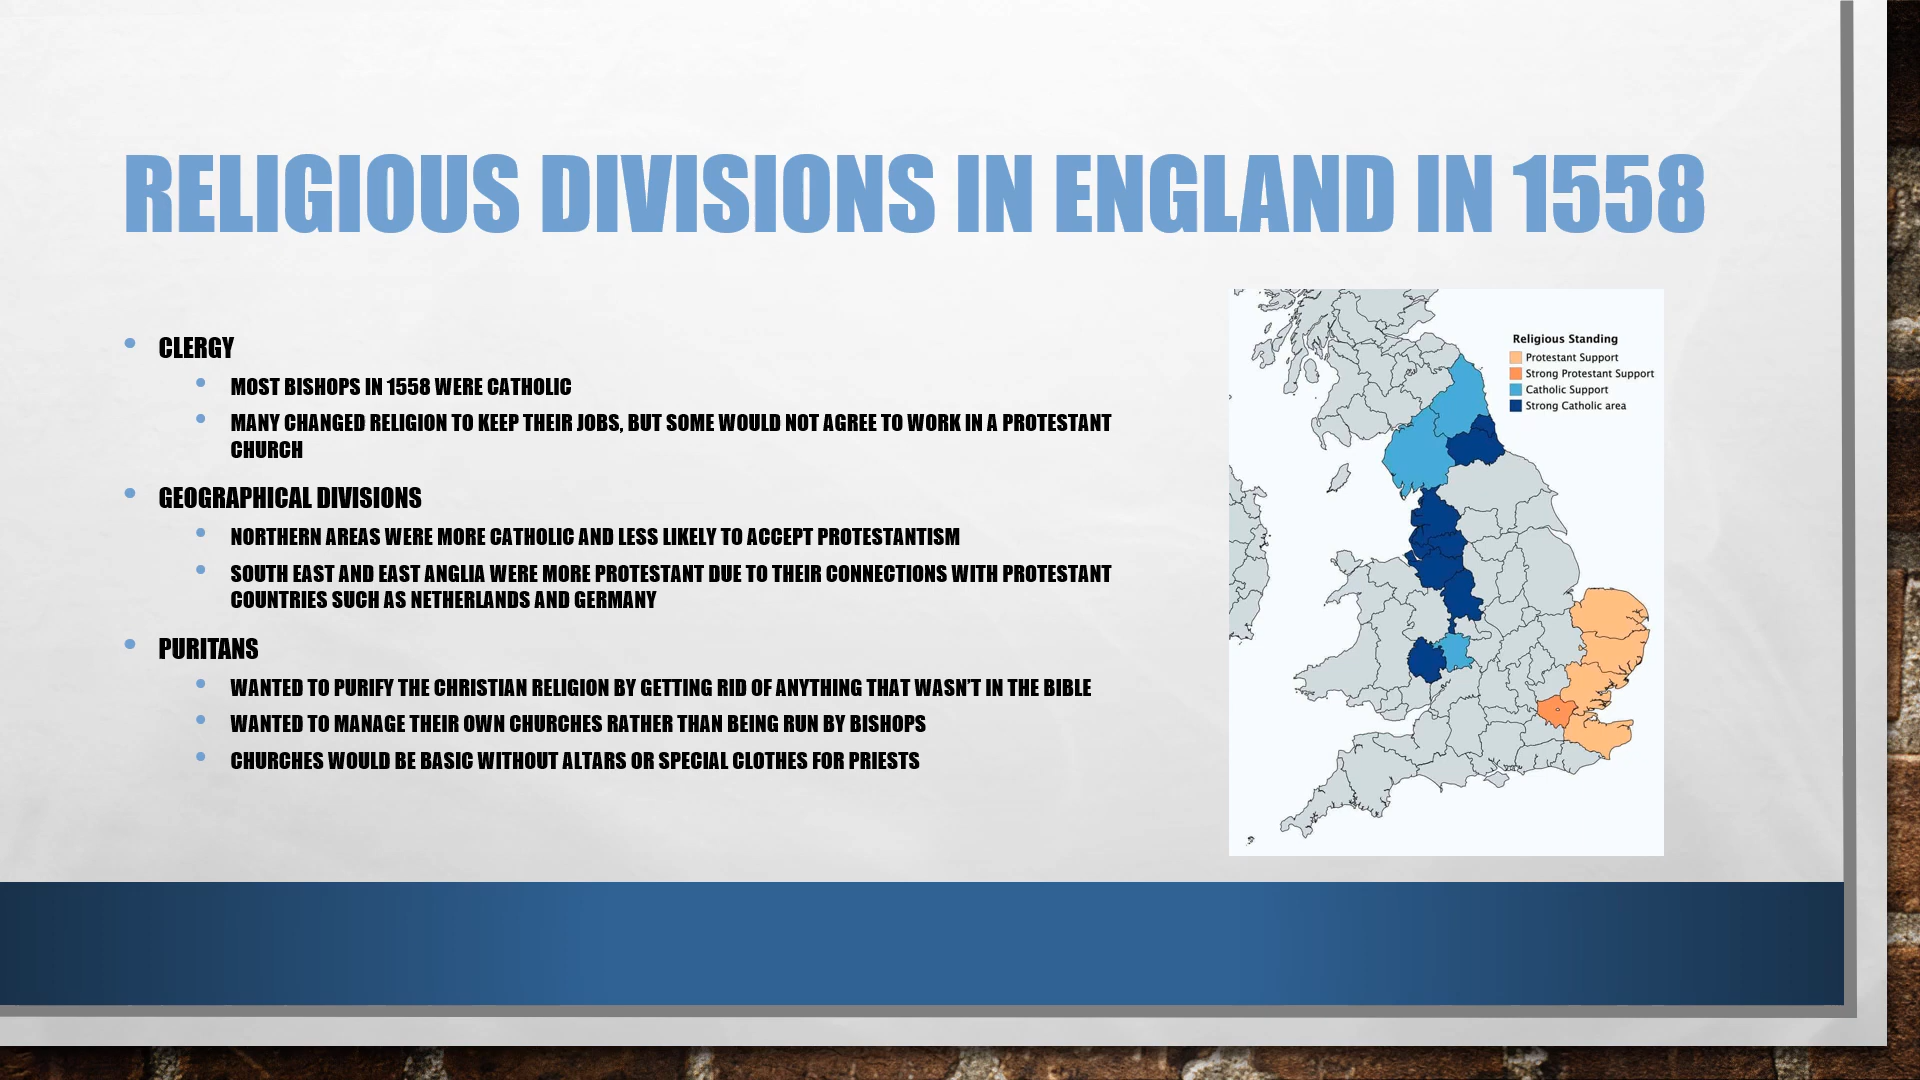 RELIGIOUS DIVISIONS IN ENGLAND IN 1558
CLERGY
MOST BISHOPS IN 1558 WERE CATHOLIC
MANY CHANGED RELIGION TO KEEP THEIR JOBS, BUT SOME WOULD NOT AGREE TO WORK IN A PROTESTANT
CHURCH
GEOGRAPHICAL DIVISIONS
NORTHERN AREAS WERE MORE CATHOLIC AND LESS LIKELY TO ACCEPT PROTESTANTISM
SOUTH EAST AND EAST ANGLIA WERE MORE PROTESTANT DUE TO THEIR CONNECTIONS WITH PROTESTANT
COUNTRIES SUCH AS NETHERLANDS AND GERMANY
PURITANS
WANTED TO PURIFY THE CHRISTIAN RELIGION BY GETTING RID OF ANYTHING THAT WASN'T IN THE BIBLE
WANTED TO MANAGE THEIR OWN CHURCHES RATHER THAN BEING RUN BY BISHOPS
CHURCHES WOULD BE BASIC WITHOUT ALTARS OR SPECIAL CLOTHES FOR PRIESTS
Religious Standing
Protestant Support
Strong Protestant Support
Catholic Support
Strong Catholic area